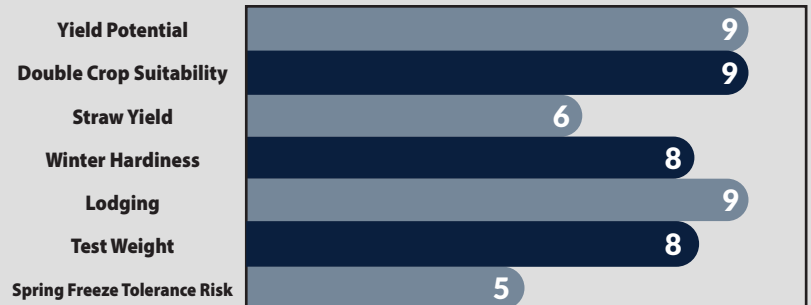 Yield Potential 9
Double Crop Suitability 9
Straw Yield 6
Winter Hardiness 8
Lodging 9
Test Weight 8
Spring Freeze Tolerance Risk 5